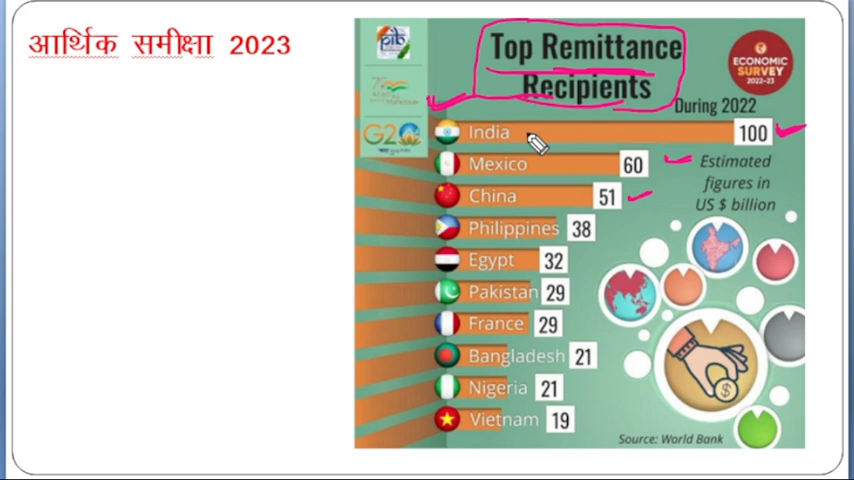 आर्थिक समीक्षा 2023
pib
Top Remittance
Recipients
ECONOMIC
SURVEY
2022-23
During 2022
G20
India 100
Mexico 60
China 51
Philippines 38
Egypt 32
Pakistan 29
France 29
Bangladesh 21
Nigeria 21
Vietnam 19
Estimated
figures in
US $ billion
$
Source: World Bank